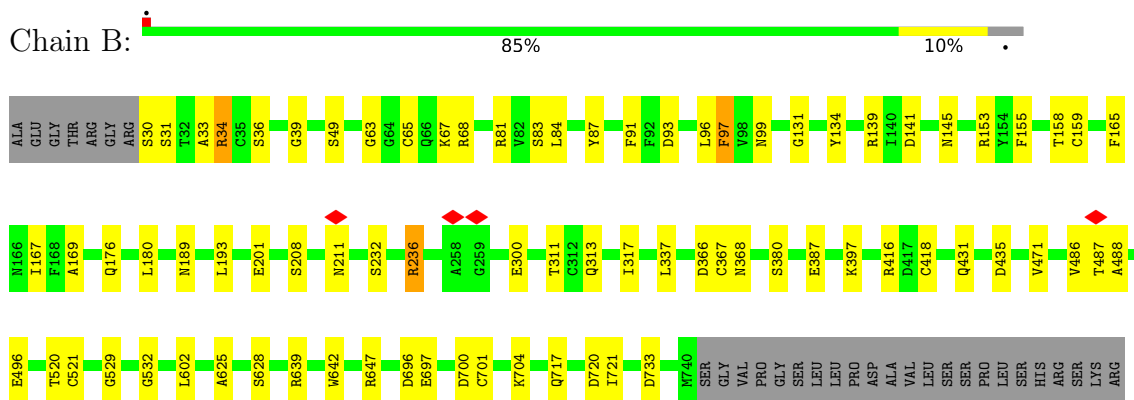 Chain B:
85% 10%
ALA GLU GLY THR ARG GLY ARG S30 S31 T32 A33 R34 C35 S36 G39 S49 G63 G64 C65 Q66 K67 R68 R81 V82 S83 L84 Y87 F91 F92 D93 L96 F97 V98 N99 G131 Y134 R139 I140 D141 N145 R153 Y154 F155 T158 C159 F165
N166 I167 F168 A169 Q176 L180 N189 L193 E201 S208 N211 S232 R236 A258 G259 E300 T311 C312 Q313 I317 L337 D366 C367 N368 S380 E387 K397 R416 D417 C418 Q431 D435 V471 V486 T487 A488
E496 T520 C521 G529 G532 L602 A625 S628 R639 W642 R647 D696 E697 D700 C701 K704 Q717 D720 I721 D733 M740 SER GLY VAL PRO GLY SER LEU LEU PRO ASP ALA VAL LEU SER SER PRO LEU SER HIS ARG SER LYS ARG